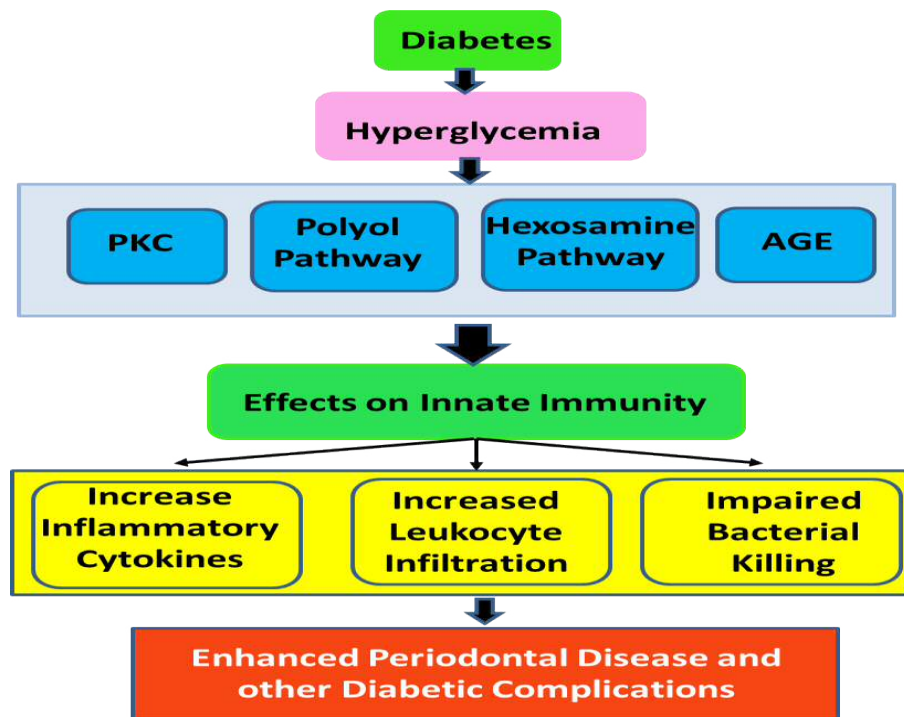 Diabetes
Hyperglycemia
PKC
Polyol
Pathway
Hexosamine
Pathway
AGE
Effects on Innate Immunity
Increase
Inflammatory
Cytokines
Increased
Leukocyte
Infiltration
Impaired
Bacterial
Killing
Enhanced Periodontal Disease and
other Diabetic Complications